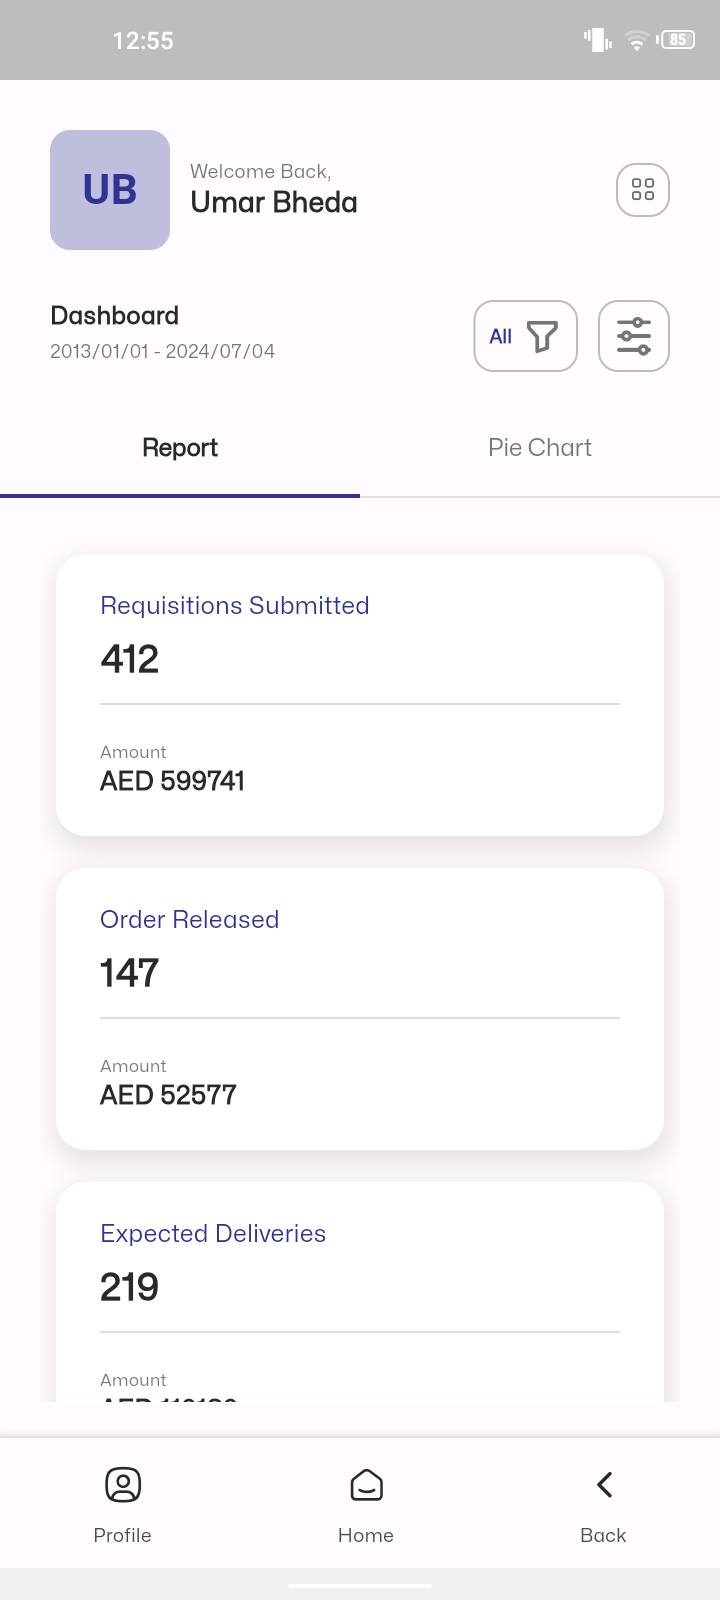 12:55
85
UB
Welcome Back,
Umar Bheda
Dashboard
2013/01/01 - 2024/07/04
All
Report
Pie Chart
Requisitions Submitted
412
Amount
AED 599741
Order Released
147
Amount
AED 52577
Expected Deliveries
219
Amount
AED
Profile
Home
Back